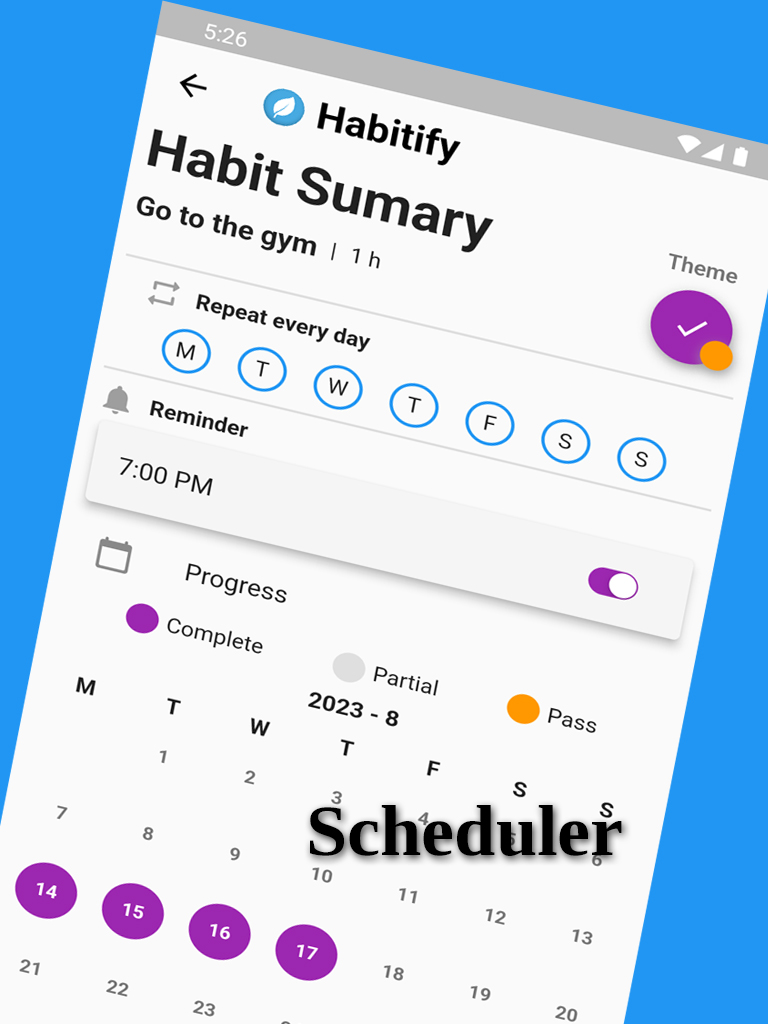 5:26
Habitify
Habit Sumary
Go to the gym | 1 h
Theme
Repeat every day
M T W T F S S
Reminder
7:00 PM
Progress
Complete Partial Pass
2023 - 8
M T W T F S S
1 2 3 4 5 6
7 8 9 10 11 12 13
14 15 16 17 18 19 20
21 22 23
Scheduler